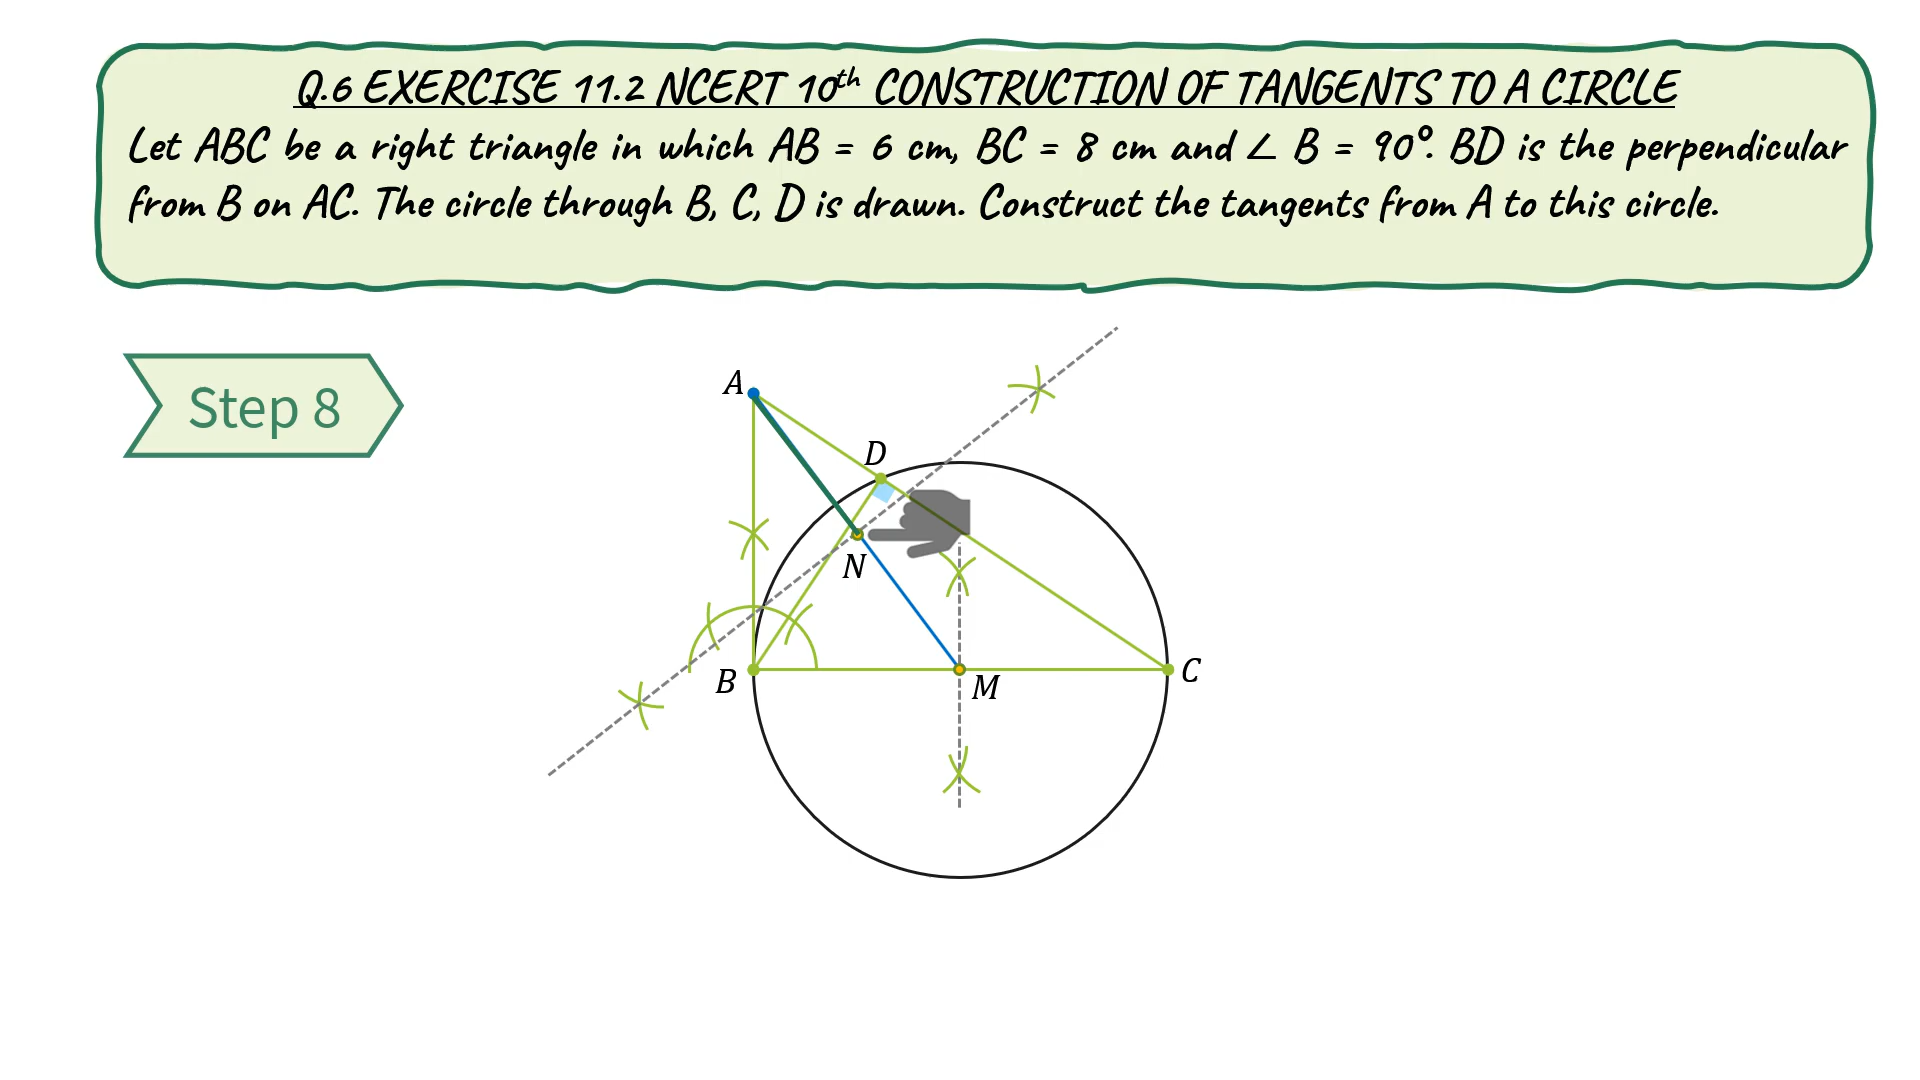 Q.6 EXERCISE 11.2 NCERT 10th CONSTRUCTION OF TANGENTS TO A CIRCLE
Let ABC be a right triangle in which AB = 6 cm, BC = 8 cm and ∠ B = 90°. BD is the perpendicular
from B on AC. The circle through B, C, D is drawn. Construct the tangents from A to this circle.
Step 8
A
D
N
B
M
C